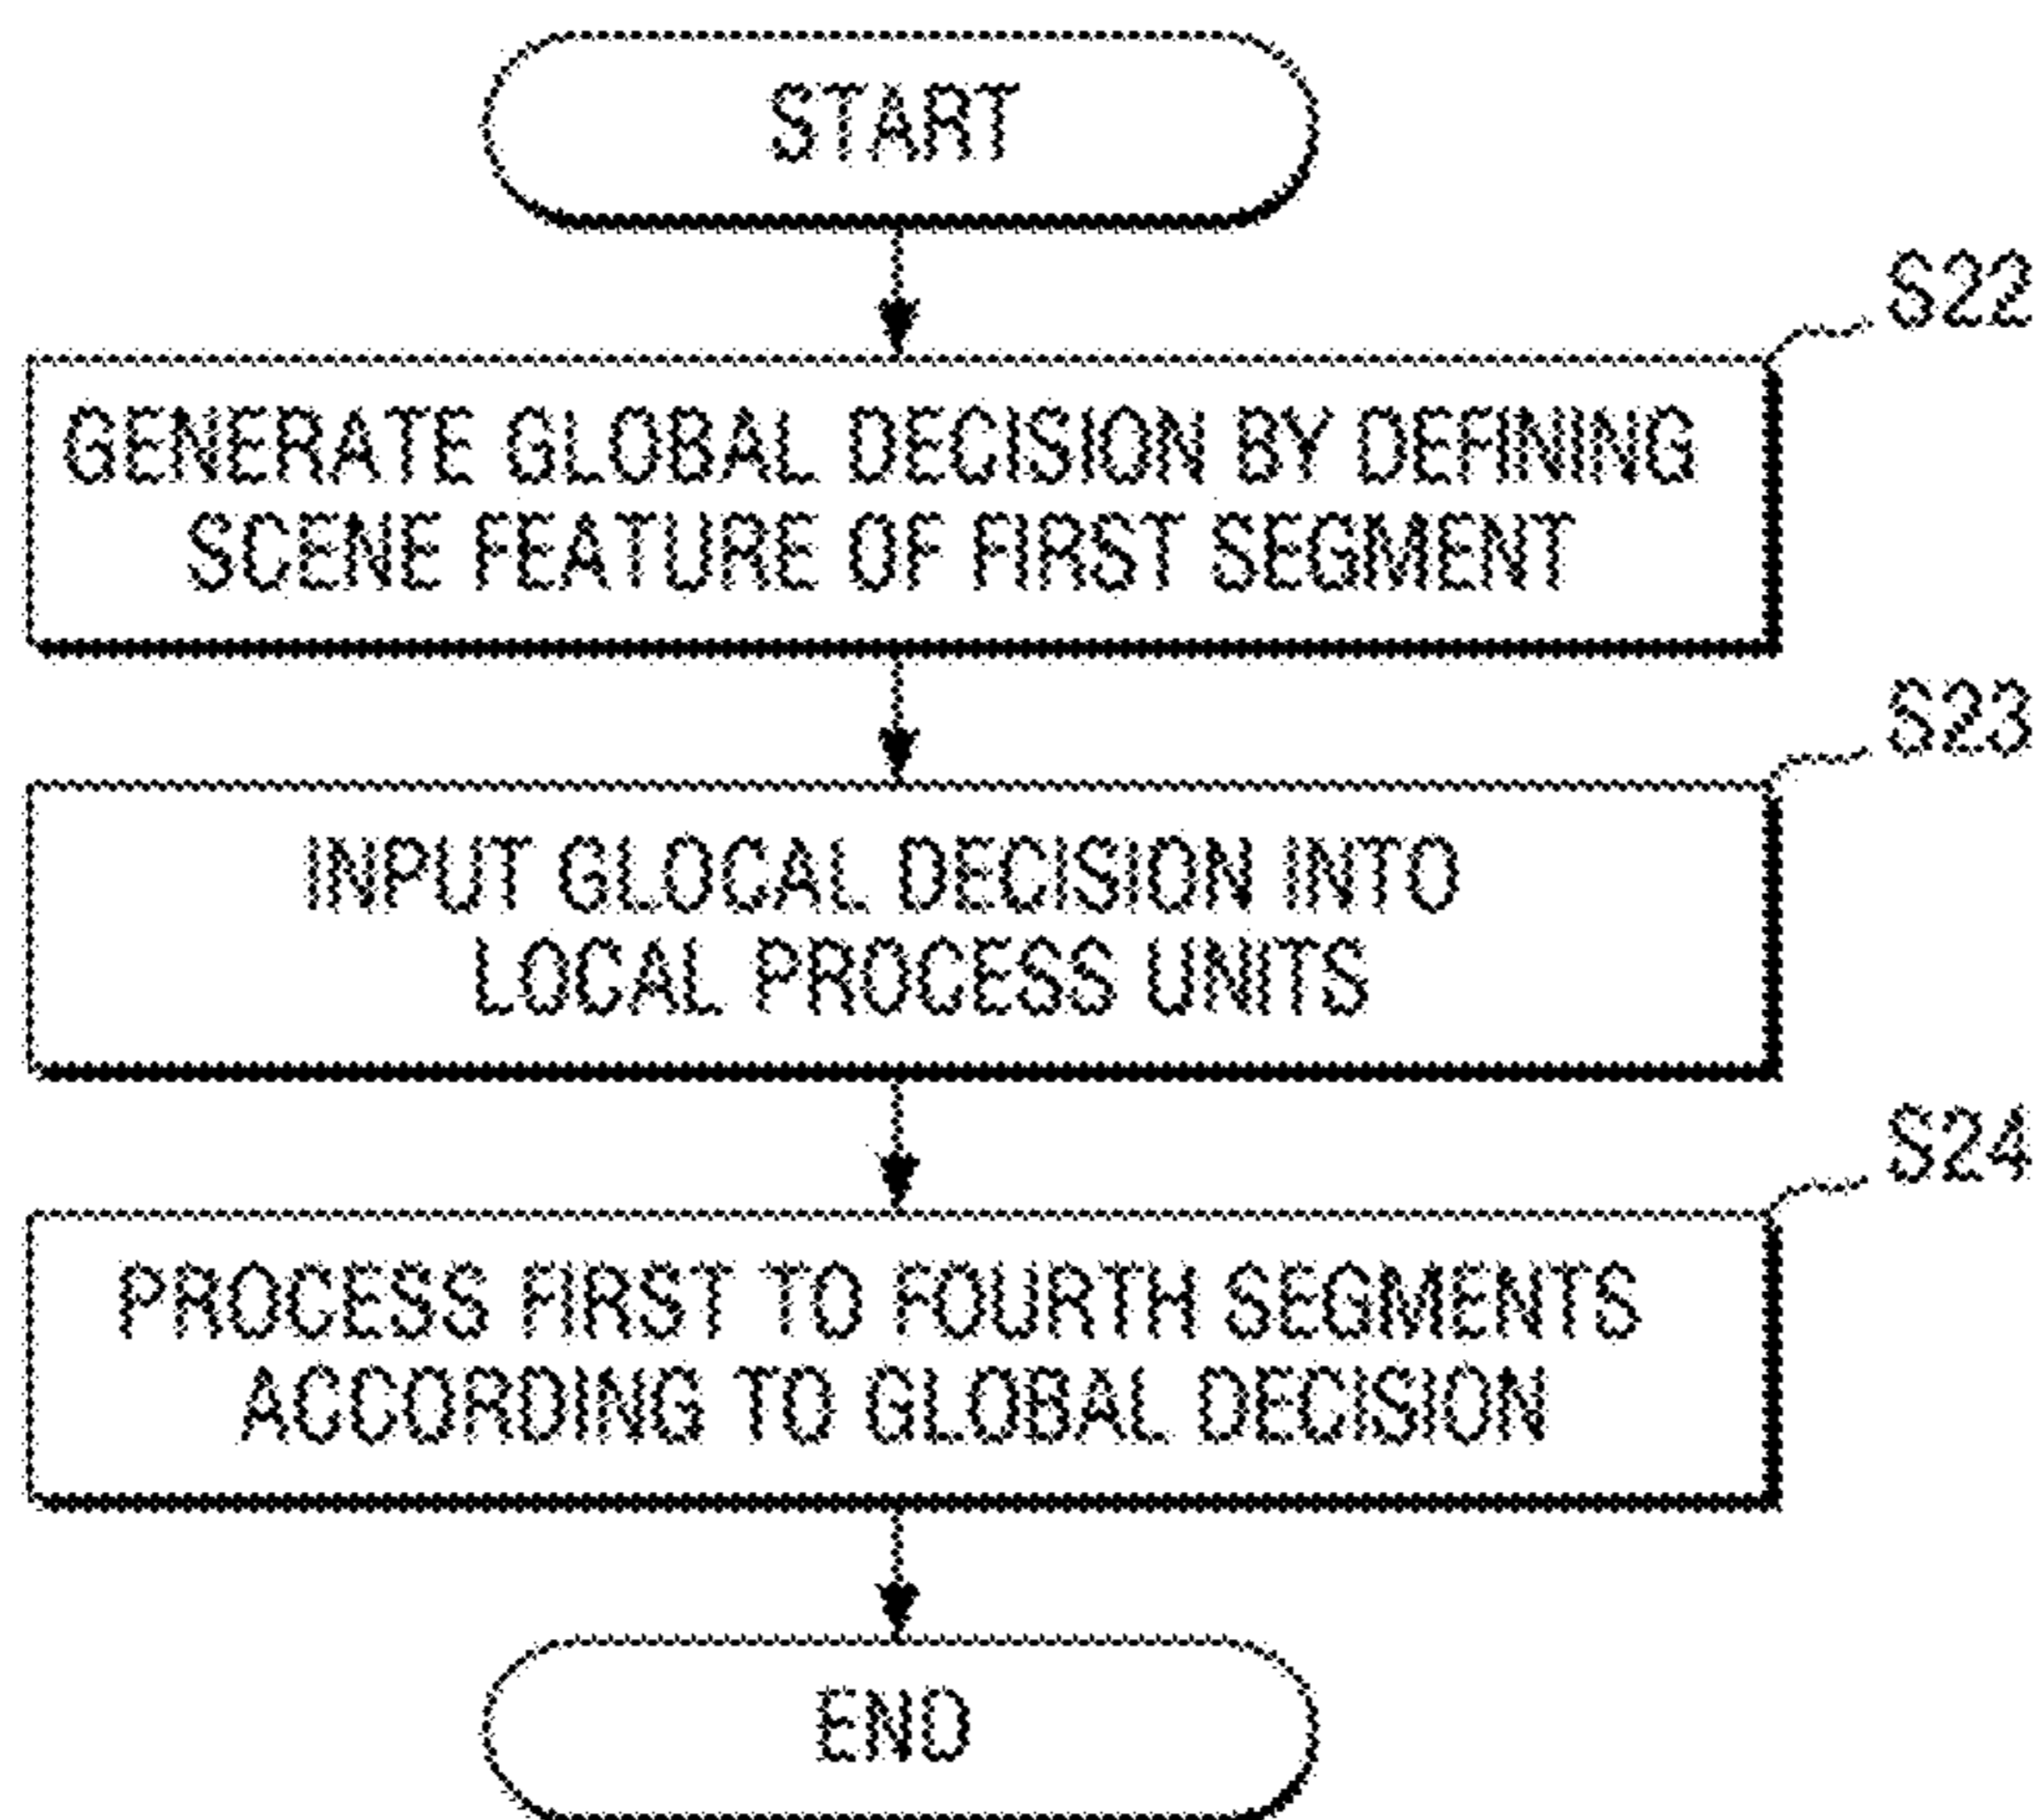 START
S22
GENERATE GLOBAL DECISION BY DEFINING
SCENE FEATURE OF FIRST SEGMENT
S23
INPUT GLOCAL DECISION INTO
LOCAL PROCESS UNITS
S24
PROCESS FIRST TO FOURTH SEGMENTS
ACCORDING TO GLOBAL DECISION
END